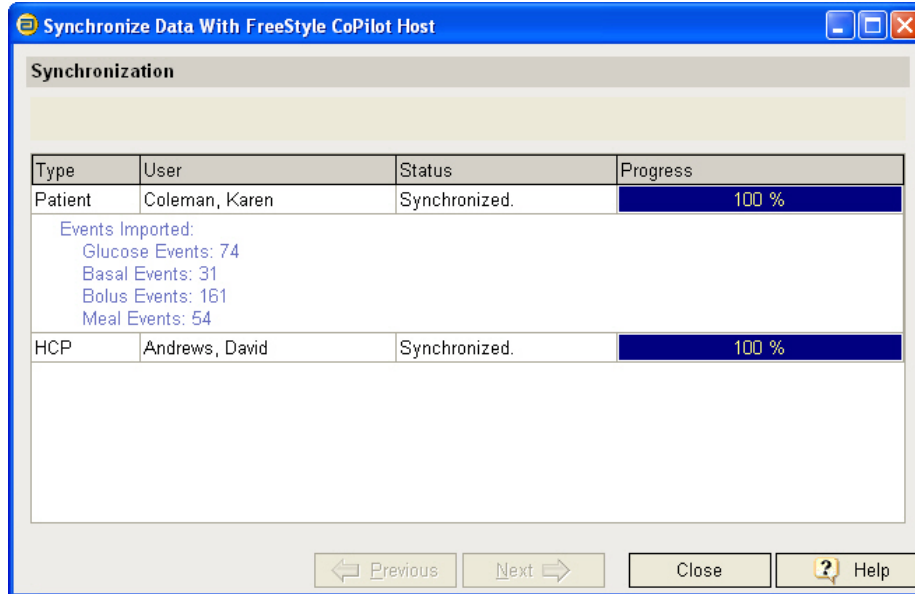 Synchronize Data With FreeStyle CoPilot Host
Synchronization
Type User Status Progress
Patient Coleman, Karen Synchronized. 100 %
Events Imported:
Glucose Events: 74
Basal Events: 31
Bolus Events: 161
Meal Events: 54
HCP Andrews, David Synchronized. 100 %
Previous Next Close ? Help